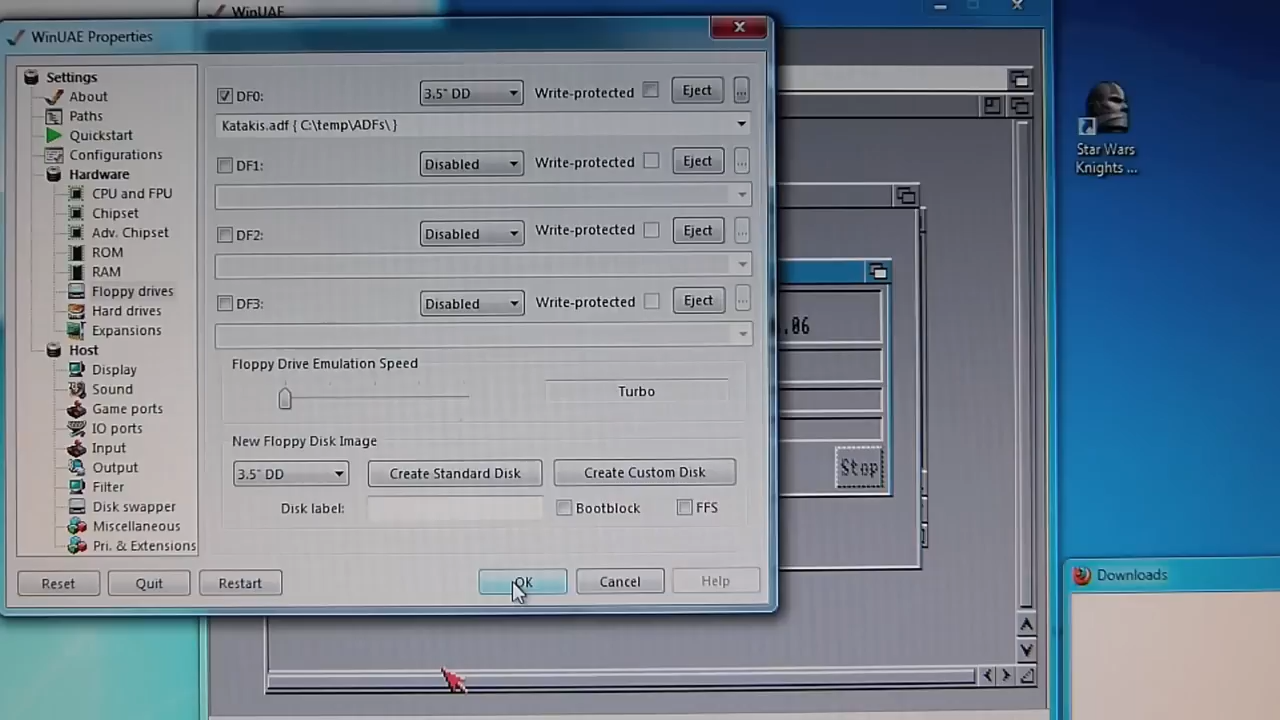 WinUAE
WinUAE Properties
Settings
About
Paths
Quickstart
Configurations
Hardware
CPU and FPU
Chipset
Adv. Chipset
ROM
RAM
Floppy drives
Hard drives
Expansions
Host
Display
Sound
Game ports
IO ports
Input
Output
Filter
Disk swapper
Miscellaneous
Pri. & Extensions
DF0: 3.5" DD Write-protected Eject ...
Katakis.adf { C:\temp\ADFs\ }
DF1: Disabled Write-protected Eject ...
DF2: Disabled Write-protected Eject ...
DF3: Disabled Write-protected Eject ...
Floppy Drive Emulation Speed
Turbo
New Floppy Disk Image
3.5" DD Create Standard Disk Create Custom Disk
Disk label: Bootblock FFS
Reset Quit Restart OK Cancel Help
.06
Stop
Star Wars
Knights ...
Downloads